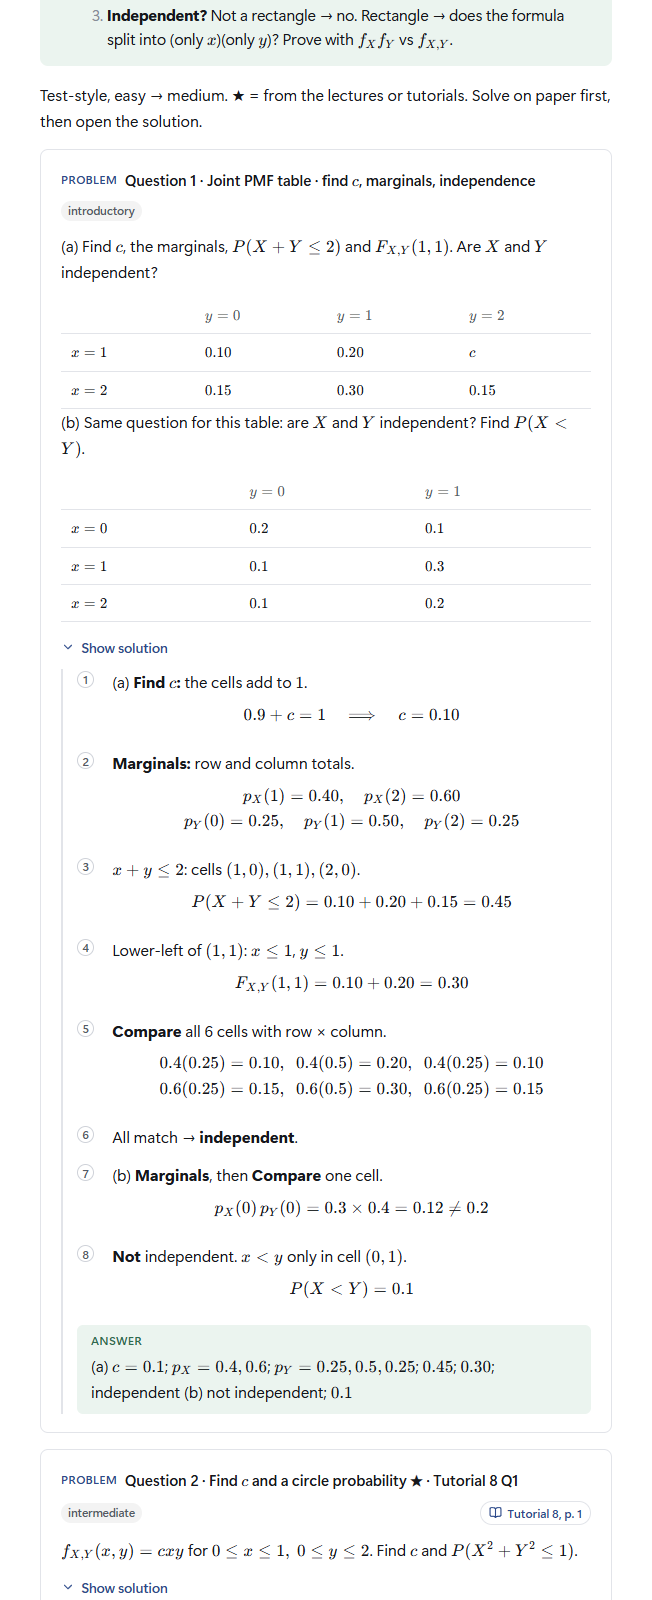 3. Independent? Not a rectangle → no. Rectangle → does the formula
split into (only x)(only y)? Prove with f_X f_Y vs f_{X,Y}.
Test-style, easy → medium. ★ = from the lectures or tutorials. Solve on paper first,
then open the solution.
PROBLEM Question 1 · Joint PMF table · find c, marginals, independence
introductory
(a) Find c, the marginals, P(X + Y ≤ 2) and F_{X,Y}(1, 1). Are X and Y
independent?
y = 0 y = 1 y = 2
x = 1 0.10 0.20 c
x = 2 0.15 0.30 0.15
(b) Same question for this table: are X and Y independent? Find P(X <
Y).
y = 0 y = 1
x = 0 0.2 0.1
x = 1 0.1 0.3
x = 2 0.1 0.2
Show solution
1 (a) Find c: the cells add to 1.
0.9 + c = 1 ⟹ c = 0.10
2 Marginals: row and column totals.
p_X(1) = 0.40, p_X(2) = 0.60
p_Y(0) = 0.25, p_Y(1) = 0.50, p_Y(2) = 0.25
3 x + y ≤ 2: cells (1, 0), (1, 1), (2, 0).
P(X + Y ≤ 2) = 0.10 + 0.20 + 0.15 = 0.45
4 Lower-left of (1, 1): x ≤ 1, y ≤ 1.
F_{X,Y}(1, 1) = 0.10 + 0.20 = 0.30
5 Compare all 6 cells with row × column.
0.4(0.25) = 0.10, 0.4(0.5) = 0.20, 0.4(0.25) = 0.10
0.6(0.25) = 0.15, 0.6(0.5) = 0.30, 0.6(0.25) = 0.15
6 All match → independent.
7 (b) Marginals, then Compare one cell.
p_X(0) p_Y(0) = 0.3 × 0.4 = 0.12 ≠ 0.2
8 Not independent. x < y only in cell (0, 1).
P(X < Y) = 0.1
ANSWER
(a) c = 0.1; p_X = 0.4, 0.6; p_Y = 0.25, 0.5, 0.25; 0.45; 0.30;
independent (b) not independent; 0.1
PROBLEM Question 2 · Find c and a circle probability ★ · Tutorial 8 Q1
intermediate Tutorial 8, p. 1
f_{X,Y}(x, y) = cxy for 0 ≤ x ≤ 1, 0 ≤ y ≤ 2. Find c and P(X² + Y² ≤ 1).
Show solution